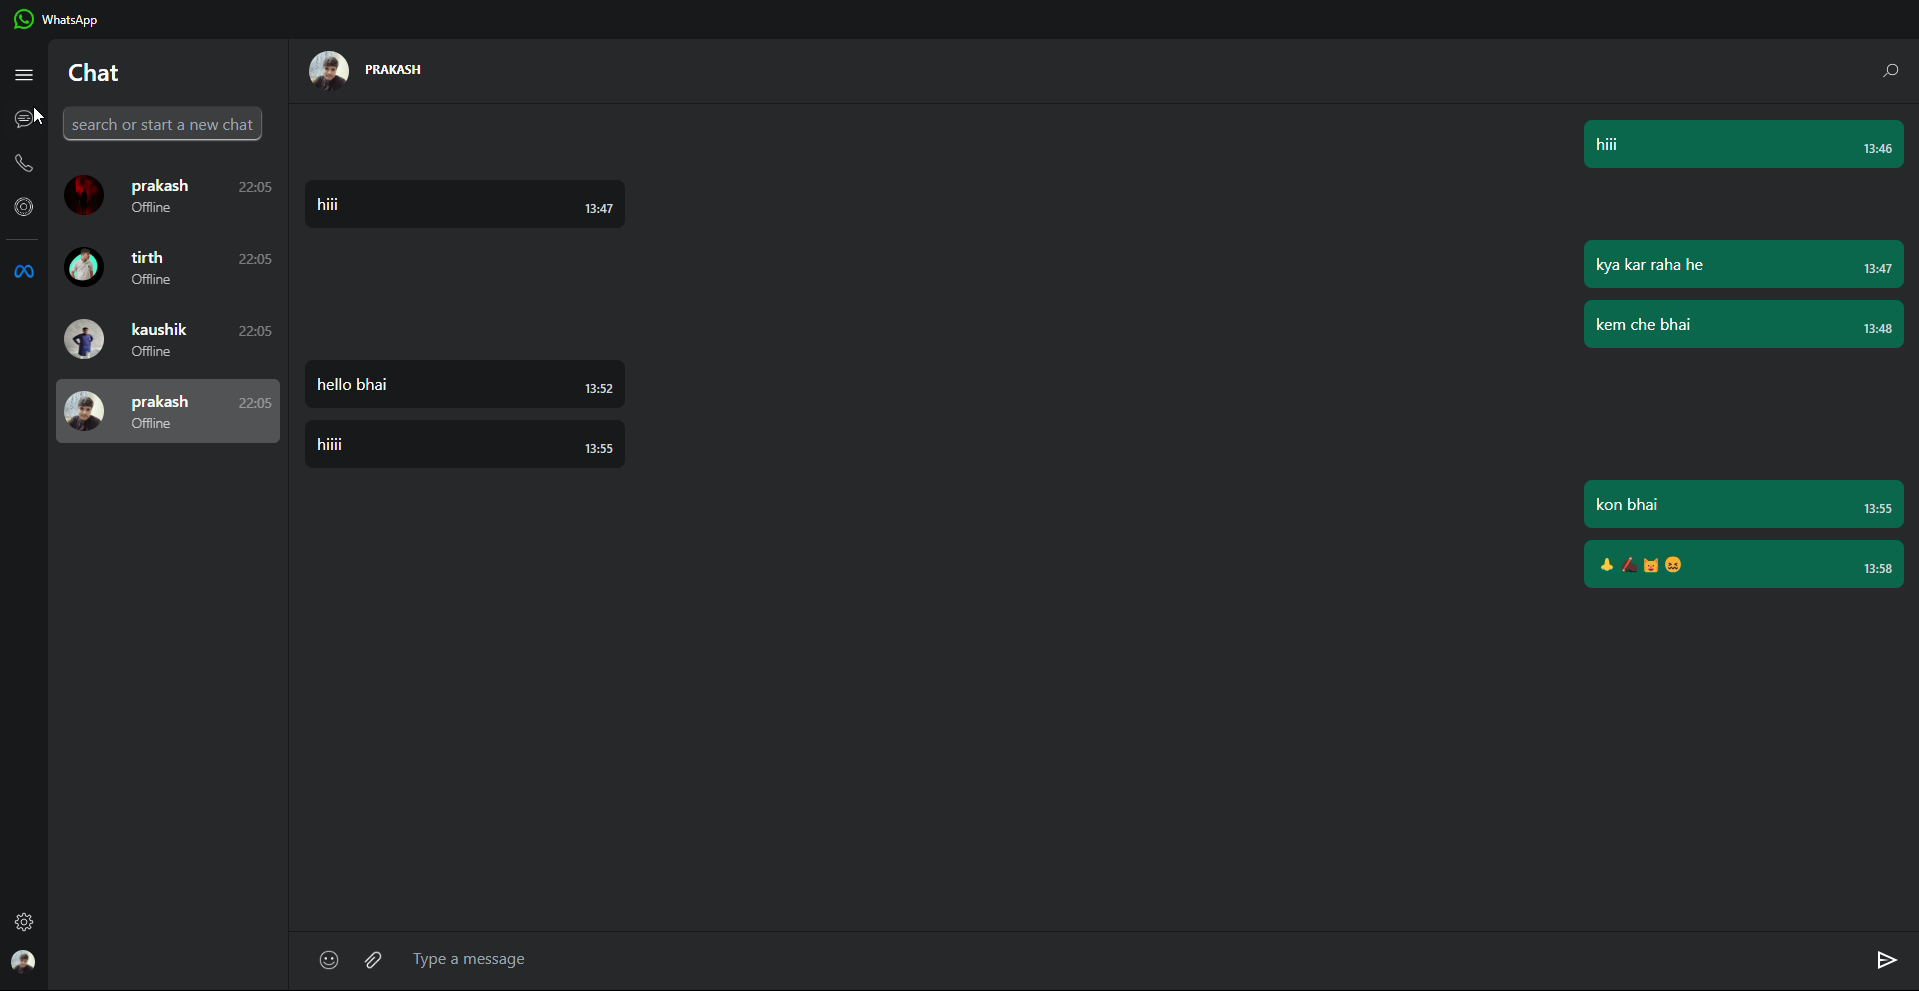 WhatsApp
Chat
search or start a new chat
prakash 22:05
Offline
tirth 22:05
Offline
kaushik 22:05
Offline
prakash 22:05
Offline
PRAKASH
hiii 13:46
hiii 13:47
kya kar raha he 13:47
kem che bhai 13:48
hello bhai 13:52
hiiii 13:55
kon bhai 13:55
13:58
Type a message